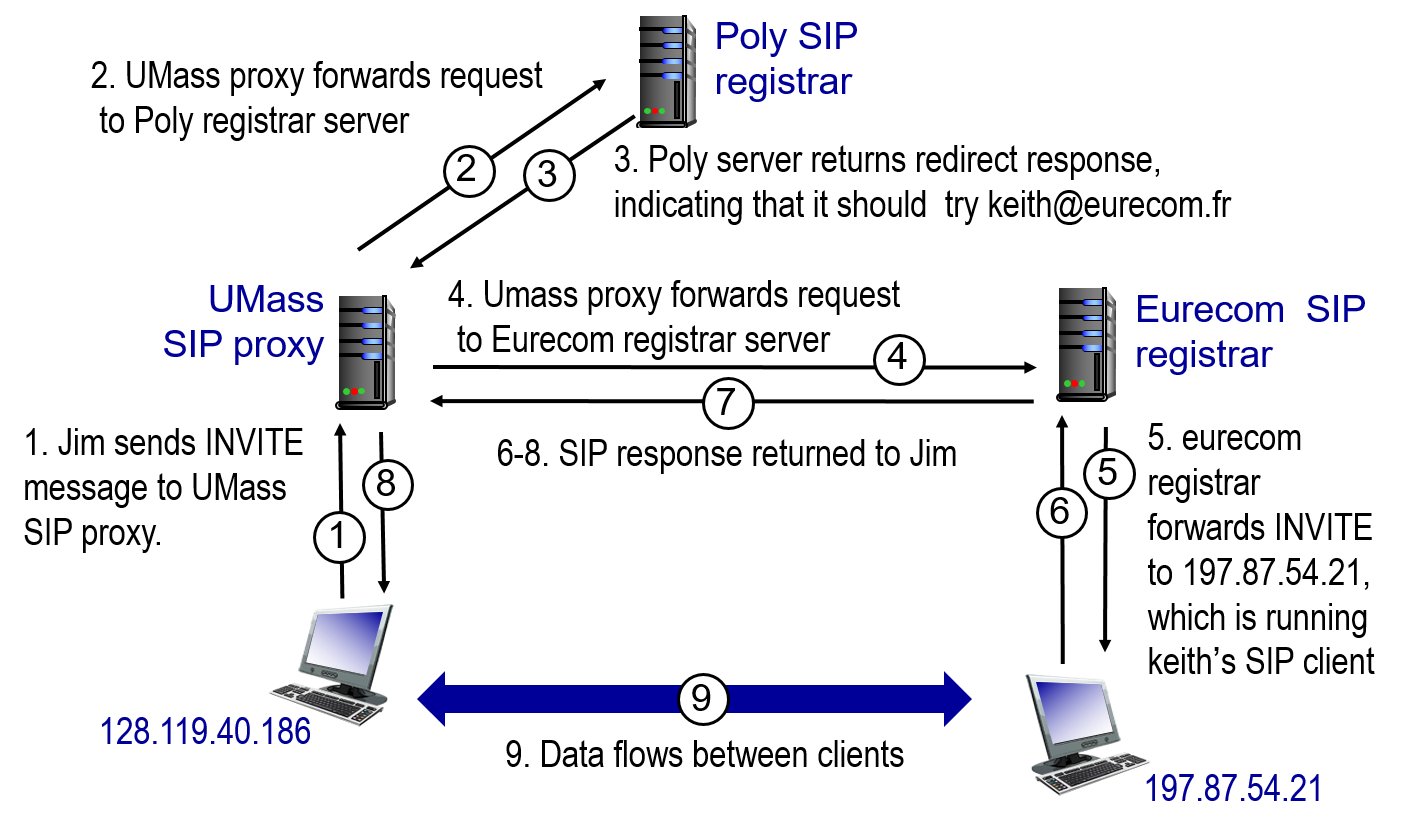 Poly SIP
registrar
2. UMass proxy forwards request
to Poly registrar server
2
3
3. Poly server returns redirect response,
indicating that it should try keith@eurecom.fr
UMass
SIP proxy
4. Umass proxy forwards request
to Eurecom registrar server
4
Eurecom SIP
registrar
7
6-8. SIP response returned to Jim
1. Jim sends INVITE
message to UMass
SIP proxy.
8
1
5
6
5. eurecom
registrar
forwards INVITE
to 197.87.54.21,
which is running
keith’s SIP client
9
128.119.40.186
9. Data flows between clients
197.87.54.21